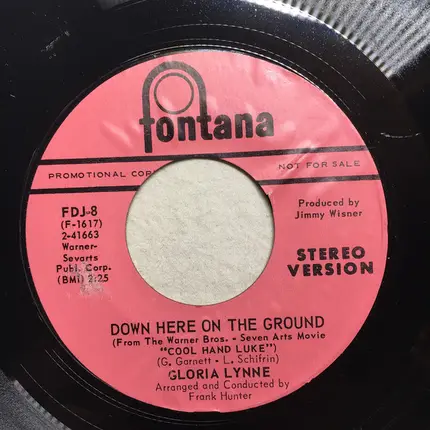 fontana
PROMOTIONAL COPY
NOT FOR SALE
FDJ-8
(F-1617)
2-41663
Warner-
Sevarts
Publ. Corp.
(BMI) 2:25
Produced by
Jimmy Wisner
STEREO
VERSION
DOWN HERE ON THE GROUND
(From The Warner Bros. - Seven Arts Movie
"COOL HAND LUKE")
(G. Garnett - L. Schifrin)
GLORIA LYNNE
Arranged and Conducted by
Frank Hunter